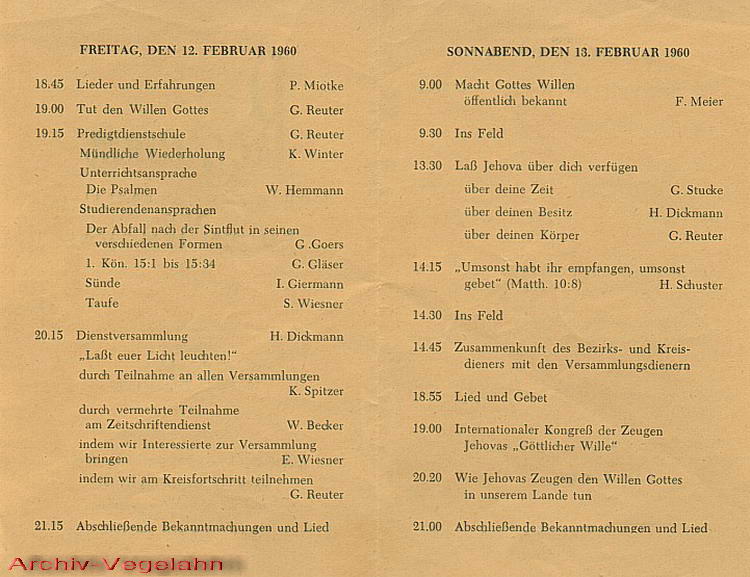 FREITAG, DEN 12. FEBRUAR 1960
18.45 Lieder und Erfahrungen P. Miotke
19.00 Tut den Willen Gottes G. Reuter
19.15 Predigtdienstschule G. Reuter
Mündliche Wiederholung K. Winter
Unterrichtsansprache
Die Psalmen W. Hemmann
Studierendenansprachen
Der Abfall nach der Sintflut in seinen
verschiedenen Formen G .Goers
1. Kön. 15:1 bis 15:34 G. Gläser
Sünde I. Giermann
Taufe S. Wiesner
20.15 Dienstversammlung H. Dickmann
„Laßt euer Licht leuchten!“
durch Teilnahme an allen Versammlungen
K. Spitzer
durch vermehrte Teilnahme
am Zeitschriftendienst W. Becker
indem wir Interessierte zur Versammlung
bringen E. Wiesner
indem wir am Kreisfortschritt teilnehmen
G. Reuter
21.15 Abschließende Bekanntmachungen und Lied
SONNABEND, DEN 13. FEBRUAR 1960
9.00 Macht Gottes Willen
öffentlich bekannt F. Meier
9.30 Ins Feld
13.30 Laß Jehova über dich verfügen
über deine Zeit G. Stucke
über deinen Besitz H. Dickmann
über deinen Körper G. Reuter
14.15 „Umsonst habt ihr empfangen, umsonst
gebet“ (Matth. 10:8) H. Schuster
14.30 Ins Feld
14.45 Zusammenkunft des Bezirks- und Kreis-
dieners mit den Versammlungsdienern
18.55 Lied und Gebet
19.00 Internationaler Kongreß der Zeugen
Jehovas „Göttlicher Wille“
20.20 Wie Jehovas Zeugen den Willen Gottes
in unserem Lande tun
21.00 Abschließende Bekanntmachungen und Lied
Archiv-Vegelahn